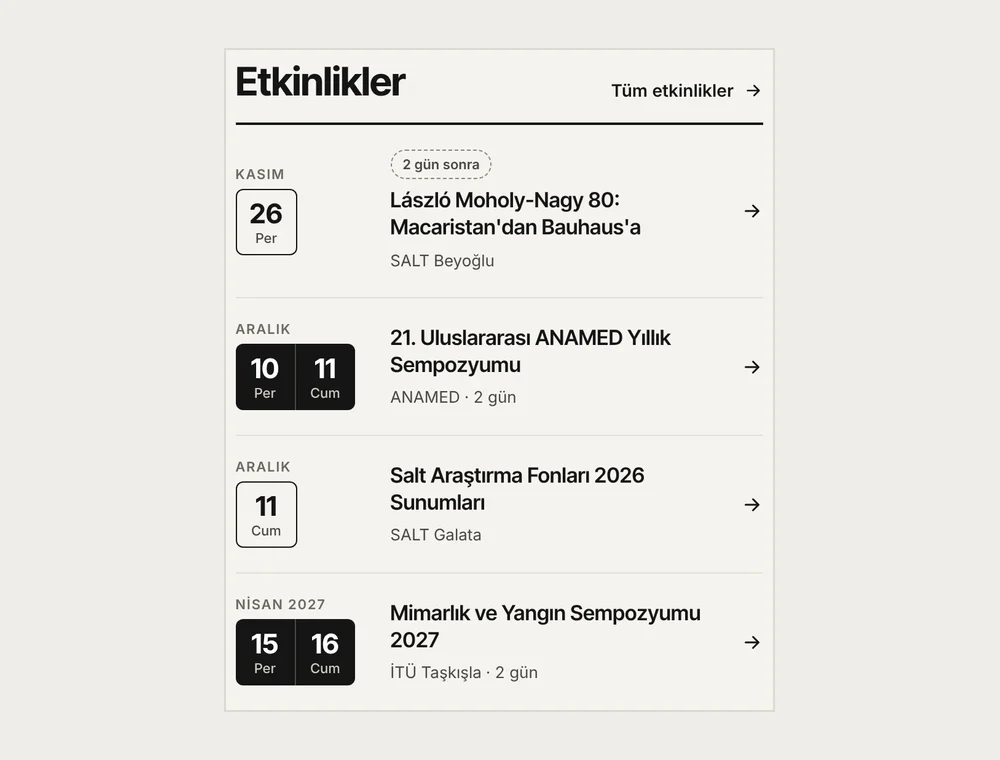 Etkinlikler
Tüm etkinlikler →
KASIM
26
Per
2 gün sonra
László Moholy-Nagy 80:
Macaristan'dan Bauhaus'a
SALT Beyoğlu
→
ARALIK
10 11
Per Cum
21. Uluslararası ANAMED Yıllık
Sempozyumu
ANAMED · 2 gün
→
ARALIK
11
Cum
Salt Araştırma Fonları 2026
Sunumları
SALT Galata
→
NİSAN 2027
15 16
Per Cum
Mimarlık ve Yangın Sempozyumu
2027
İTÜ Taşkışla · 2 gün
→